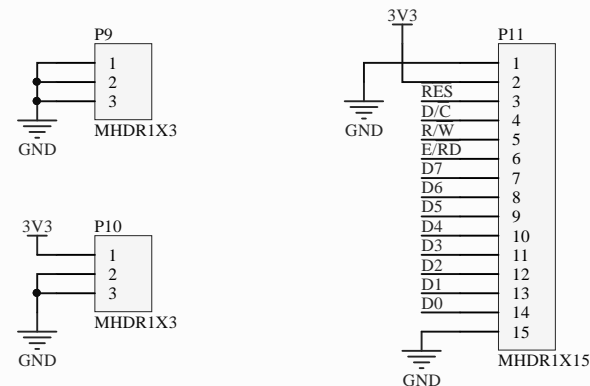 P9
1
2
3
MHDR1X3
GND
3V3
P10
1
2
3
MHDR1X3
GND
3V3
P11
1
2
R̅E̅S̅ 3
D/C̅ 4
R/W̅ 5
E/R̅D̅ 6
D7 7
D6 8
D5 9
D4 10
D3 11
D2 12
D1 13
D0 14
15
GND
MHDR1X15
GND